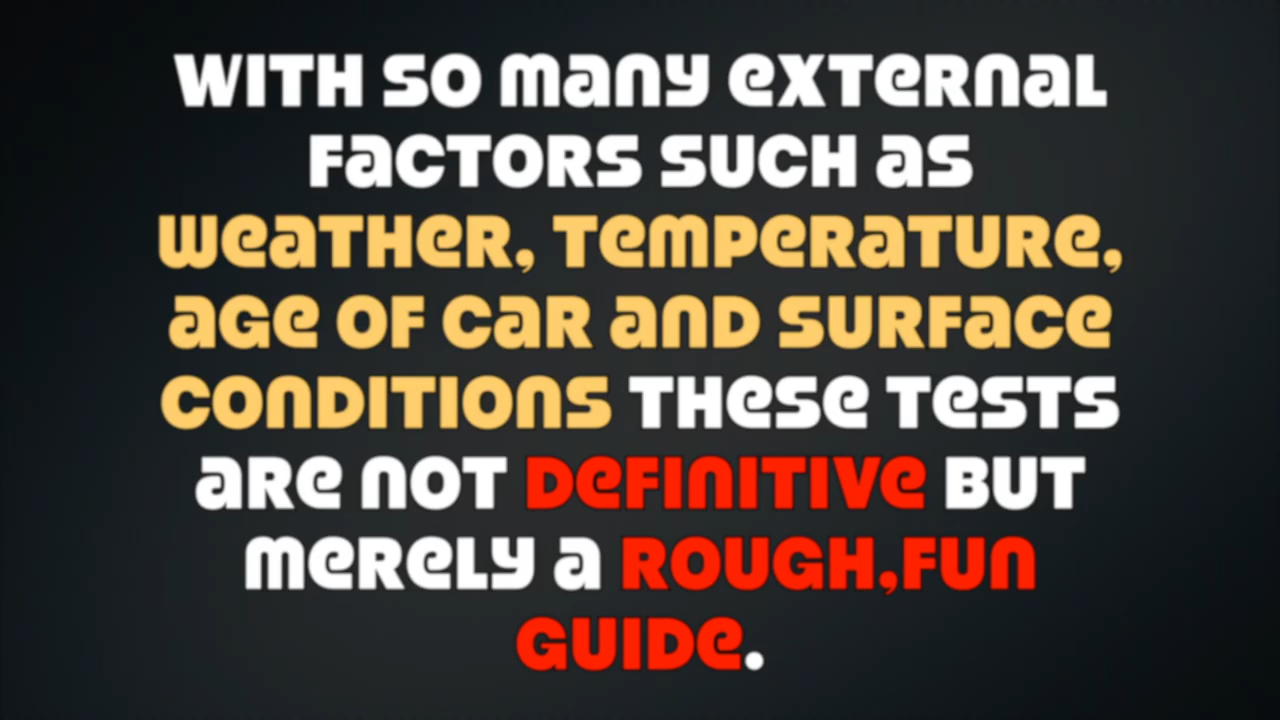 WITH SO many EXTERNAL
FACTORS SUCH as
WEATHER, TEMPERATURE,
age OF CAR and SURFACE
CONDITIONS THESE TESTS
are NOT DEFINITIVE BUT
merely a ROUGH,FUN
GUIDE.